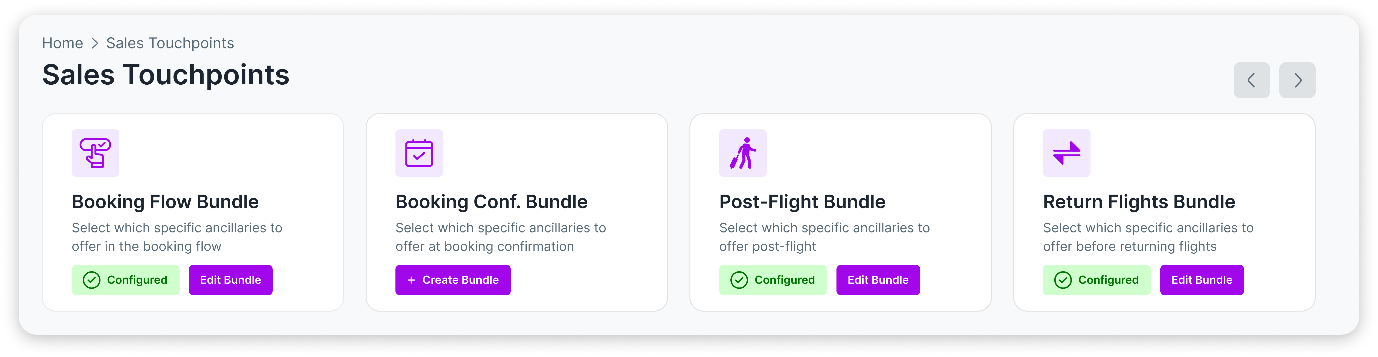 Home > Sales Touchpoints
Sales Touchpoints
Booking Flow Bundle
Select which specific ancillaries to
offer in the booking flow
Configured
Edit Bundle
Booking Conf. Bundle
Select which specific ancillaries to
offer at booking confirmation
+ Create Bundle
Post-Flight Bundle
Select which specific ancillaries to
offer post-flight
Configured
Edit Bundle
Return Flights Bundle
Select which specific ancillaries to
offer before returning flights
Configured
Edit Bundle